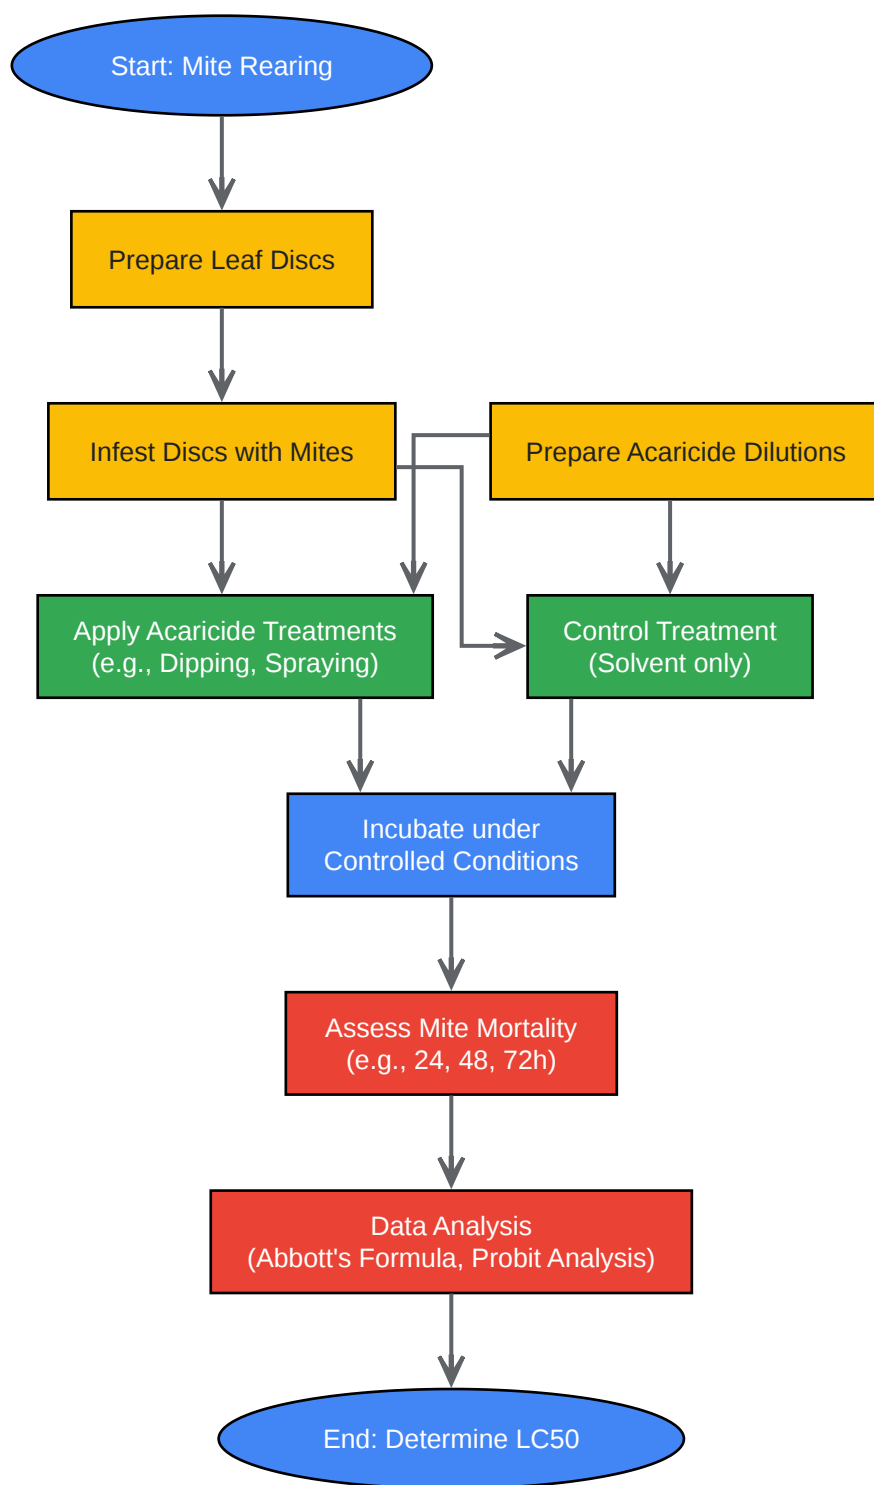 Start: Mite Rearing
Prepare Leaf Discs
Infest Discs with Mites
Prepare Acaricide Dilutions
Apply Acaricide Treatments
(e.g., Dipping, Spraying)
Control Treatment
(Solvent only)
Incubate under
Controlled Conditions
Assess Mite Mortality
(e.g., 24, 48, 72h)
Data Analysis
(Abbott's Formula, Probit Analysis)
End: Determine LC50